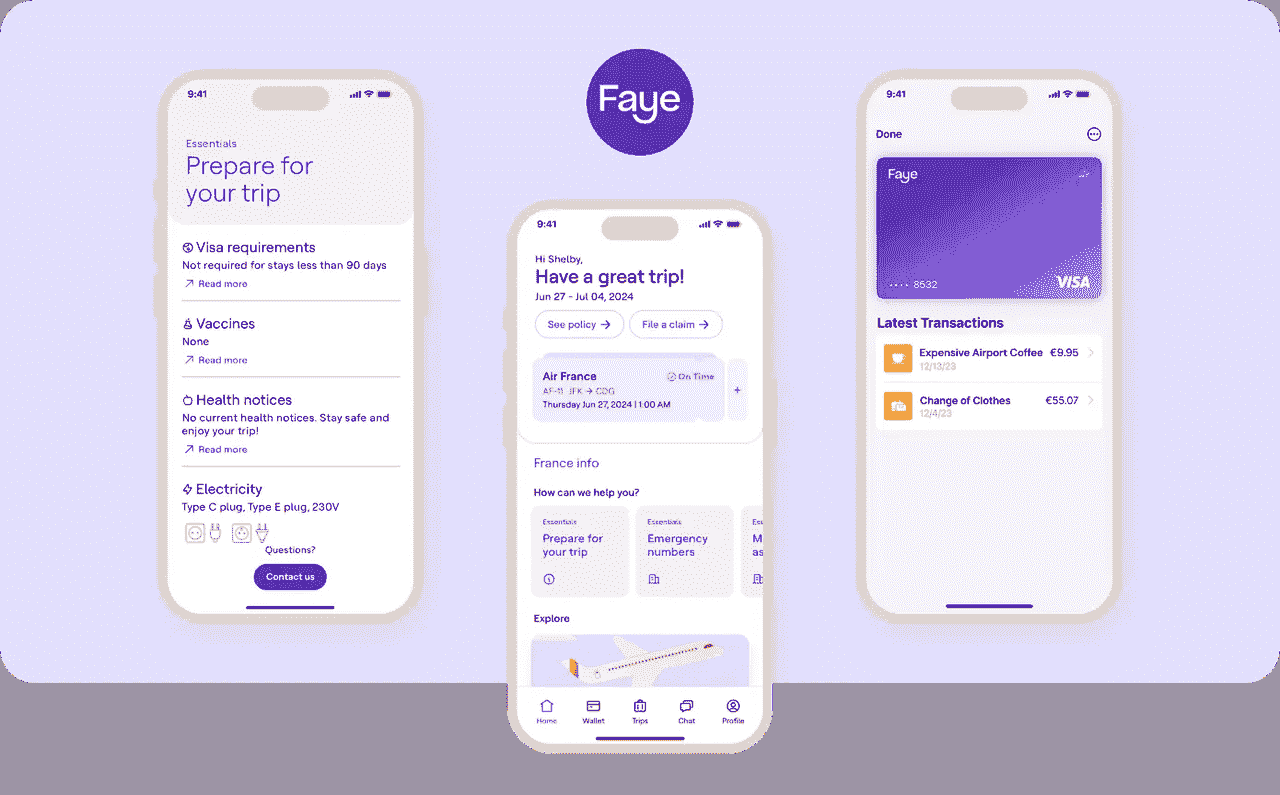 Faye
9:41
Essentials
Prepare for
your trip
Visa requirements
Not required for stays less than 90 days
Read more
Vaccines
None
Read more
Health notices
No current health notices. Stay safe and
enjoy your trip!
Read more
Electricity
Type C plug, Type E plug, 230V
Questions?
Contact us
9:41
Hi Shelby,
Have a great trip!
Jun 27 - Jul 04, 2024
See policy
File a claim
Air France
On Time
JFK → CDG
Thursday Jun 27, 2024 | 1:00 AM
+
France info
How can we help you?
Essentials
Prepare for
your trip
Essentials
Emergency
numbers
Es
M
as
Explore
Home
Wallet
Trips
Chat
Profile
9:41
Done
Faye
.... 8532
VISA
Latest Transactions
Expensive Airport Coffee €9.95
12/13/23
Change of Clothes €55.07
12/4/23